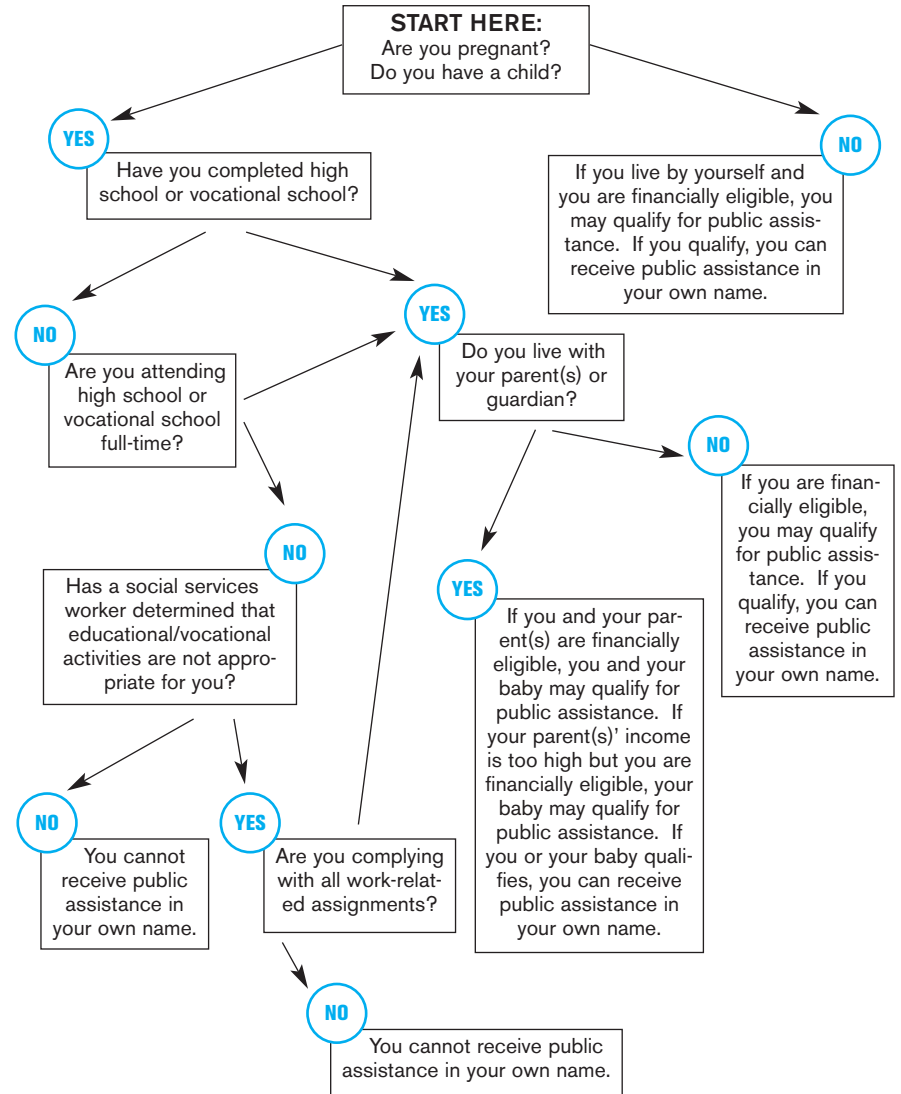 START HERE:
Are you pregnant?
Do you have a child?
YES
Have you completed high
school or vocational school?
NO
If you live by yourself and
you are financially eligible, you
may qualify for public assis-
tance. If you qualify, you can
receive public assistance in
your own name.
NO
Are you attending
high school or
vocational school
full-time?
YES
Do you live with
your parent(s) or
guardian?
NO
If you are finan-
cially eligible,
you may qualify
for public assis-
tance. If you
qualify, you can
receive public
assistance in
your own name.
NO
Has a social services
worker determined that
educational/vocational
activities are not appro-
priate for you?
YES
If you and your par-
ent(s) are financially
eligible, you and your
baby may qualify for
public assistance. If
your parent(s)' income
is too high but you are
financially eligible, your
baby may qualify for
public assistance. If
you or your baby quali-
fies, you can receive
public assistance in
your own name.
NO
You cannot
receive public
assistance in
your own name.
YES
Are you complying
with all work-relat-
ed assignments?
NO
You cannot receive public
assistance in your own name.